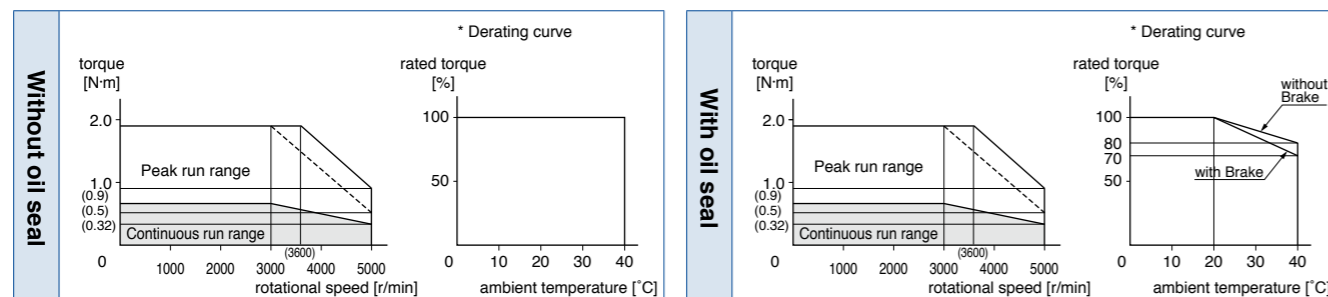 Without oil seal
* Derating curve
torque
[N·m]
rated torque
[%]
2.0
1.0
(0.9)
(0.5)
(0.32)
0
Peak run range
Continuous run range
(3600)
1000 2000 3000 4000 5000
rotational speed [r/min]
100
50
0 10 20 30 40
ambient temperature [˚C]
With oil seal
* Derating curve
torque
[N·m]
rated torque
[%]
2.0
1.0
(0.9)
(0.5)
(0.32)
0
Peak run range
Continuous run range
(3600)
1000 2000 3000 4000 5000
rotational speed [r/min]
without
Brake
100
80
70
50
with Brake
0 10 20 30 40
ambient temperature [˚C]